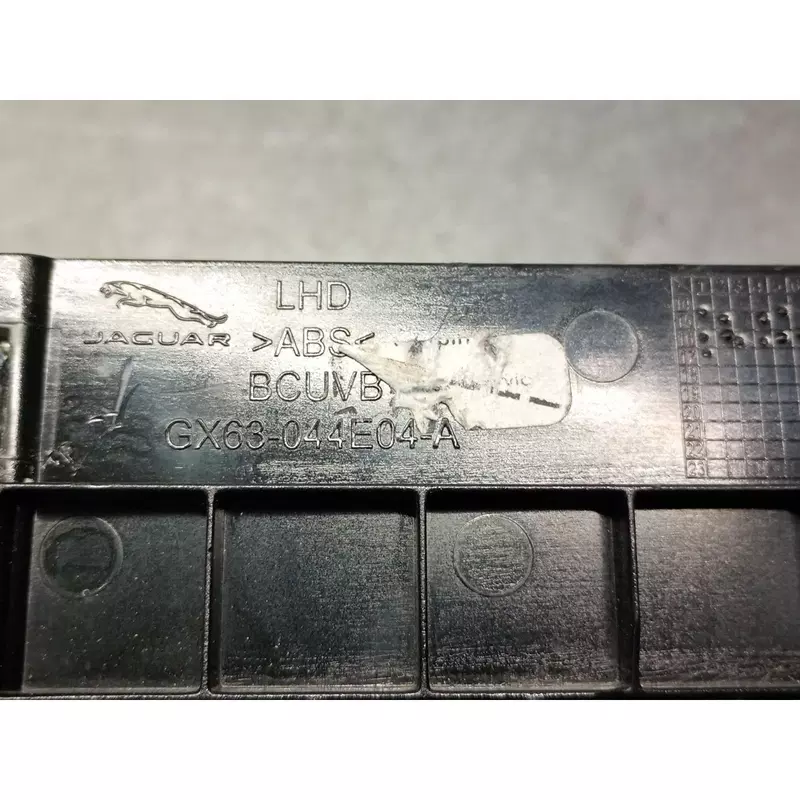 LHD
JAGUAR
>ABS<
BCUVB
GX63-044E04-A